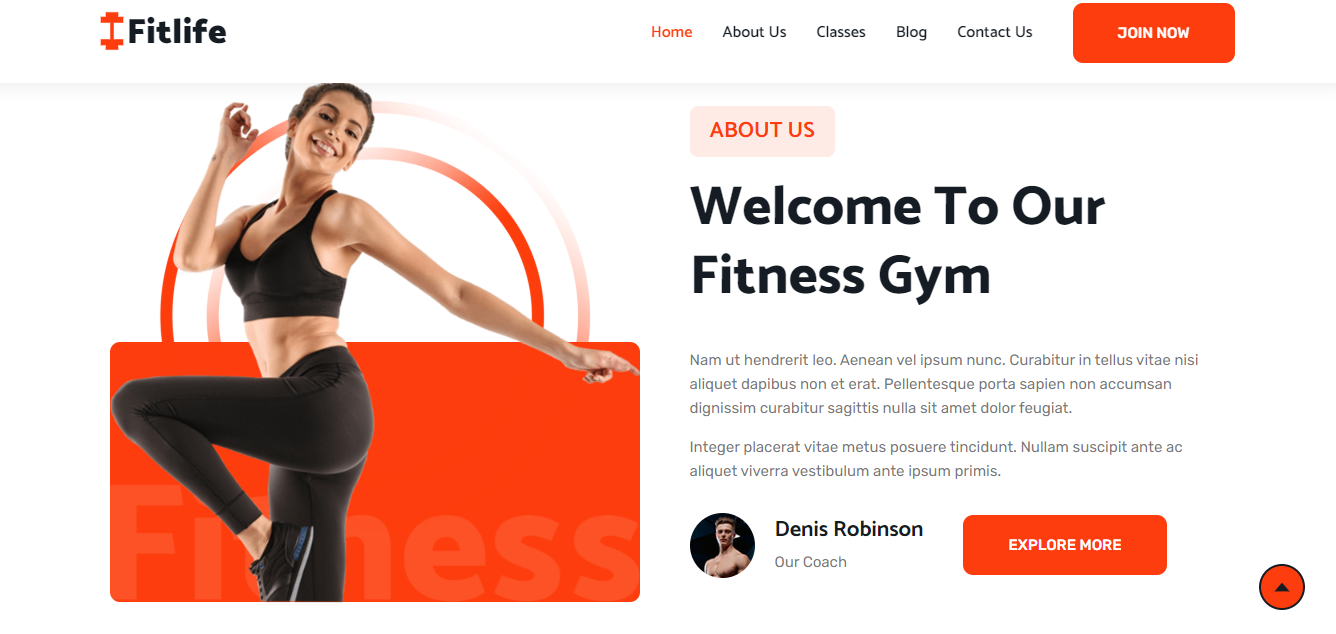 Fitlife
Home About Us Classes Blog Contact Us JOIN NOW
ABOUT US
Welcome To Our
Fitness Gym
Nam ut hendrerit leo. Aenean vel ipsum nunc. Curabitur in tellus vitae nisi
aliquet dapibus non et erat. Pellentesque porta sapien non accumsan
dignissim curabitur sagittis nulla sit amet dolor feugiat.
Integer placerat vitae metus posuere tincidunt. Nullam suscipit ante ac
aliquet viverra vestibulum ante ipsum primis.
Denis Robinson
Our Coach
EXPLORE MORE
Fitness